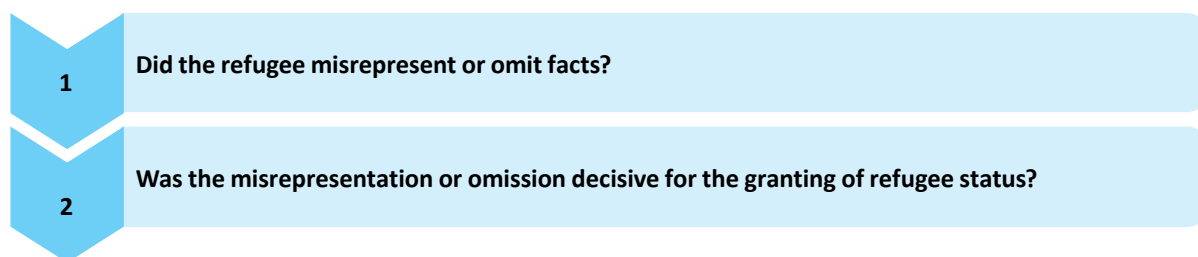 1
Did the refugee misrepresent or omit facts?
2
Was the misrepresentation or omission decisive for the granting of refugee status?